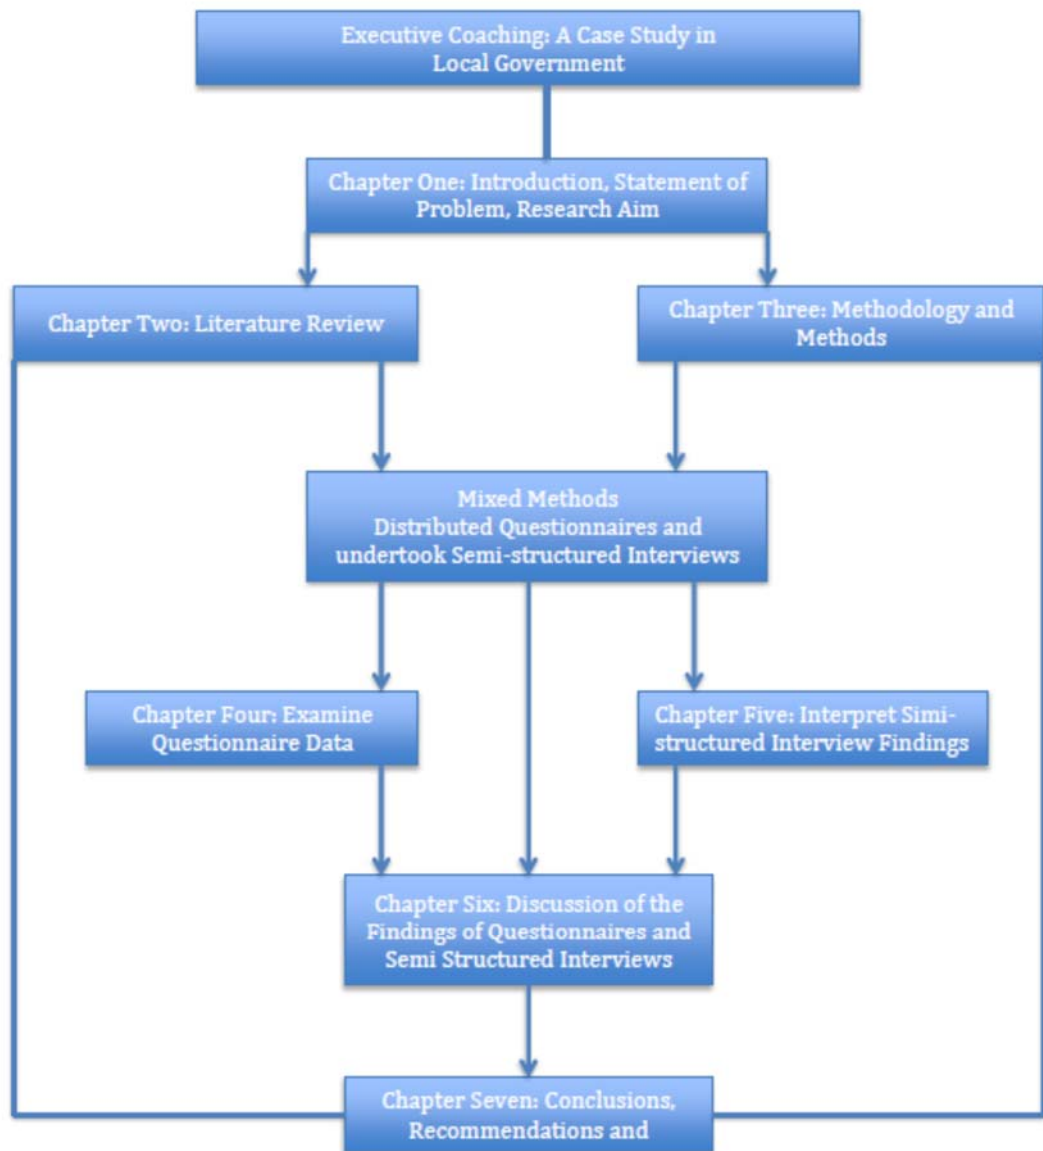 Executive Coaching: A Case Study in
Local Government
Chapter One: Introduction, Statement of
Problem, Research Aim
Chapter Two: Literature Review
Chapter Three: Methodology and
Methods
Mixed Methods
Distributed Questionnaires and
undertook Semi-structured Interviews
Chapter Four: Examine
Questionnaire Data
Chapter Five: Interpret Simi-
structured Interview Findings
Chapter Six: Discussion of the
Findings of Questionnaires and
Semi Structured Interviews
Chapter Seven: Conclusions,
Recommendations and